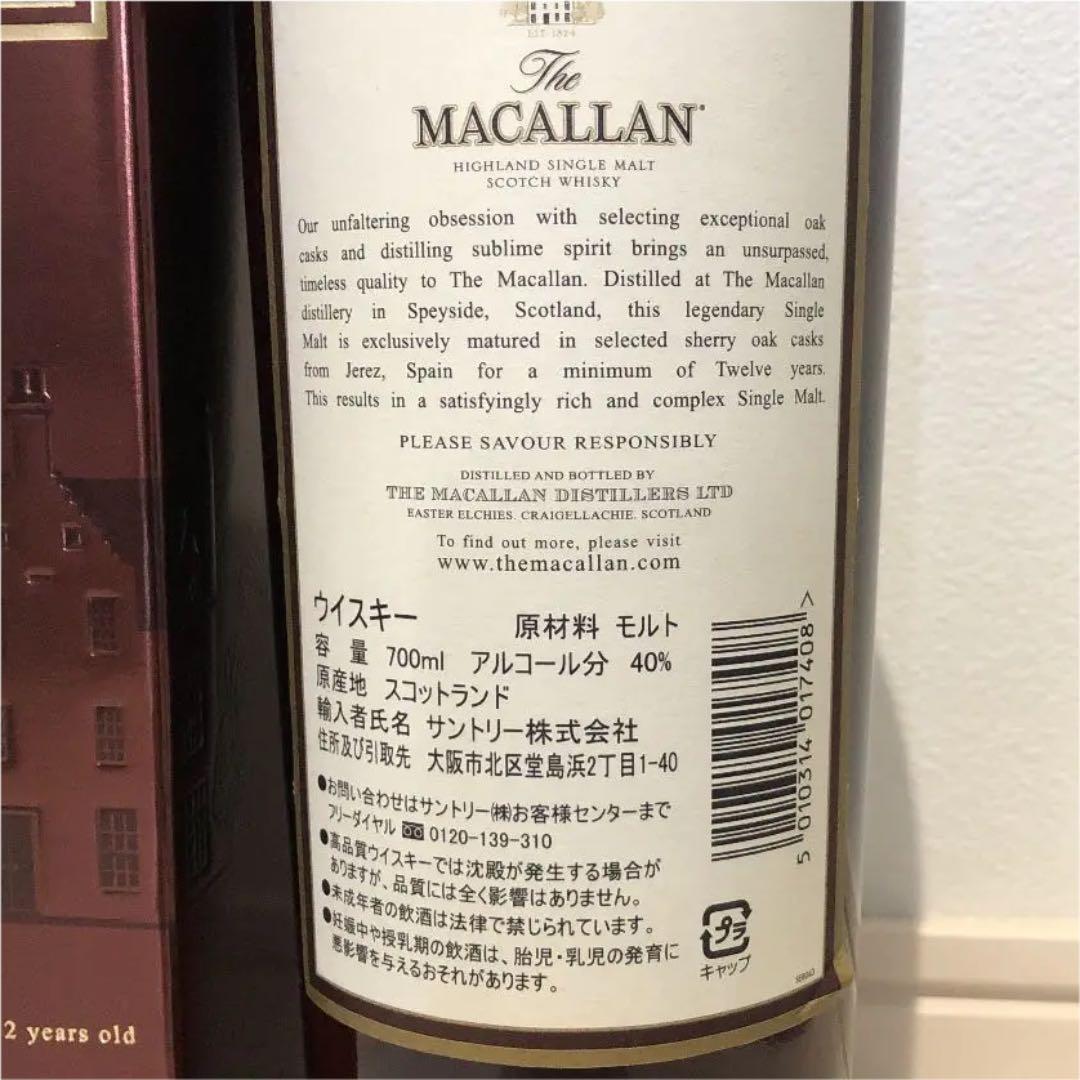 EST. 1824
The
MACALLAN®
HIGHLAND SINGLE MALT
SCOTCH WHISKY
Our unfaltering obsession with selecting exceptional oak
casks and distilling sublime spirit brings an unsurpassed,
timeless quality to The Macallan. Distilled at The Macallan
distillery in Speyside, Scotland, this legendary Single
Malt is exclusively matured in selected sherry oak casks
from Jerez, Spain for a minimum of Twelve years.
This results in a satisfyingly rich and complex Single Malt.
PLEASE SAVOUR RESPONSIBLY
DISTILLED AND BOTTLED BY
THE MACALLAN DISTILLERS LTD
EASTER ELCHIES. CRAIGELLACHIE. SCOTLAND
To find out more, please visit
www.themacallan.com
ウイスキー 原材料 モルト
容 量 700ml アルコール分 40%
原産地 スコットランド
輸入者氏名 サントリー株式会社
住所及び引取先 大阪市北区堂島浜2丁目1-40
●お問い合わせはサントリー㈱お客様センターまで
フリーダイヤル 0120-139-310
●高品質ウイスキーでは沈殿が発生する場合が
ありますが、品質には全く影響はありません。
●未成年者の飲酒は法律で禁じられています。
●妊娠中や授乳期の飲酒は、胎児・乳児の発育に
悪影響を与えるおそれがあります。
5 010314 017408 >
プラ
キャップ
2 years old